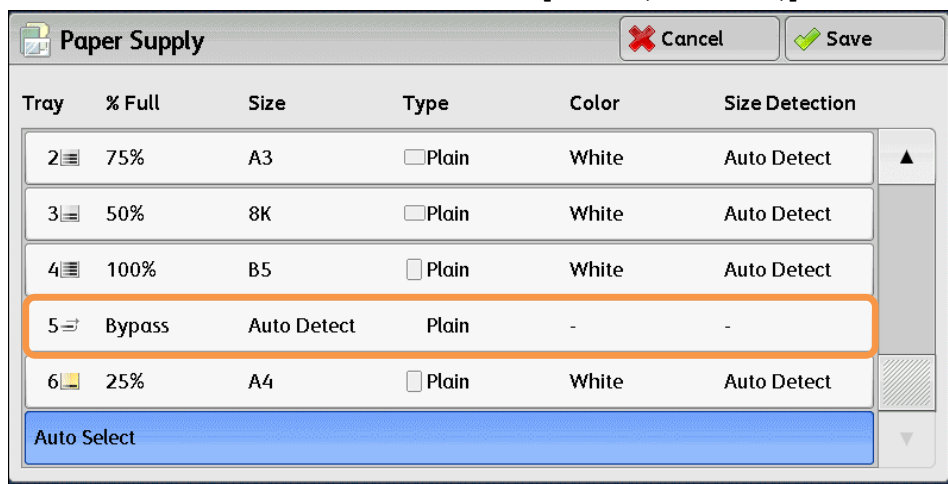 Paper Supply Cancel Save
Tray % Full Size Type Color Size Detection
2 75% A3 Plain White Auto Detect
3 50% 8K Plain White Auto Detect
4 100% B5 Plain White Auto Detect
5 Bypass Auto Detect Plain - -
6 25% A4 Plain White Auto Detect
Auto Select